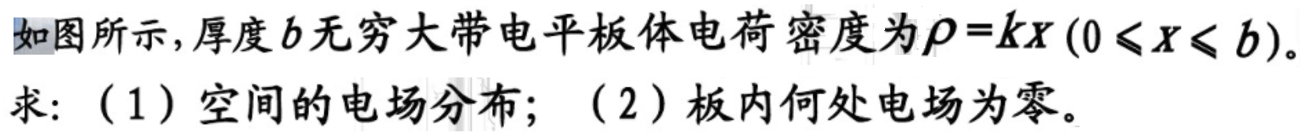 如图所示,厚度b无穷大带电平板体电荷密度为ρ=kx(0≤x≤b)。
求:(1)空间的电场分布;(2)板内何处电场为零。